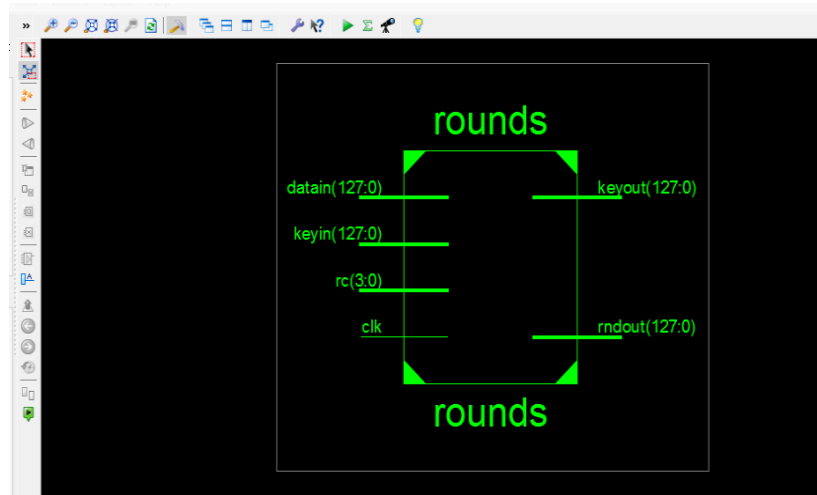 rounds
datain(127:0) keyout(127:0)
keyin(127:0)
rc(3:0)
clk rndout(127:0)
rounds